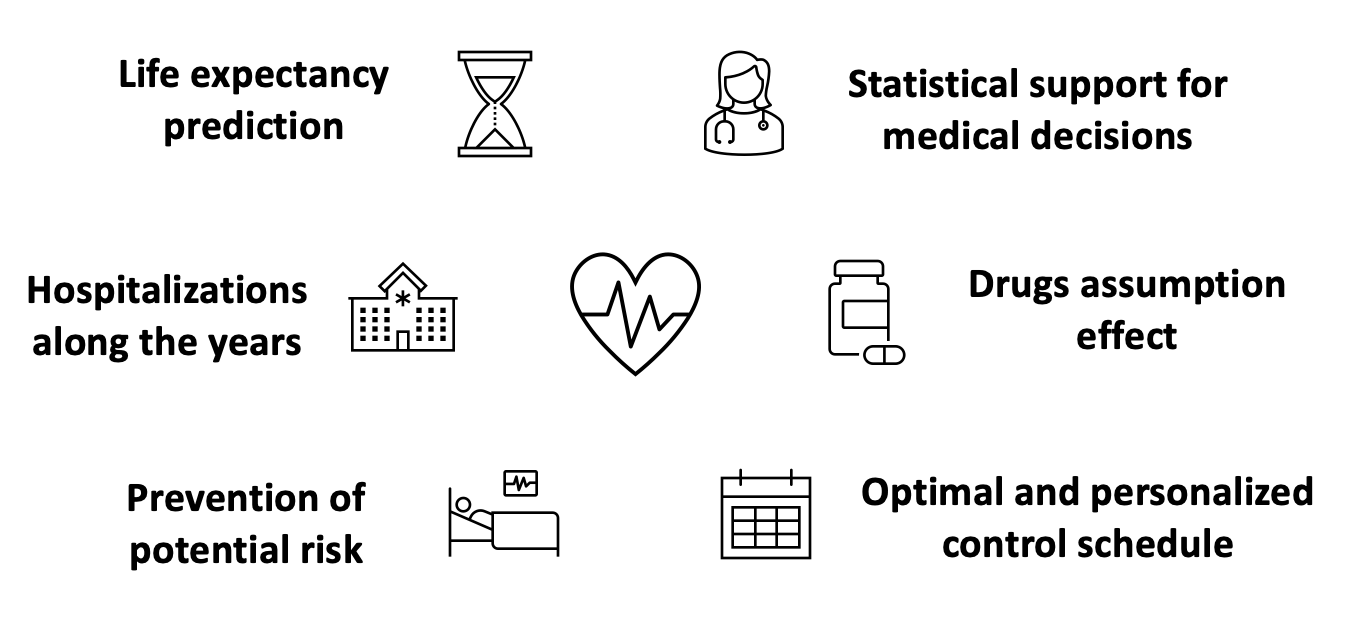 Life expectancy
prediction
Statistical support for
medical decisions
Hospitalizations
along the years
Drugs assumption
effect
Prevention of
potential risk
Optimal and personalized
control schedule